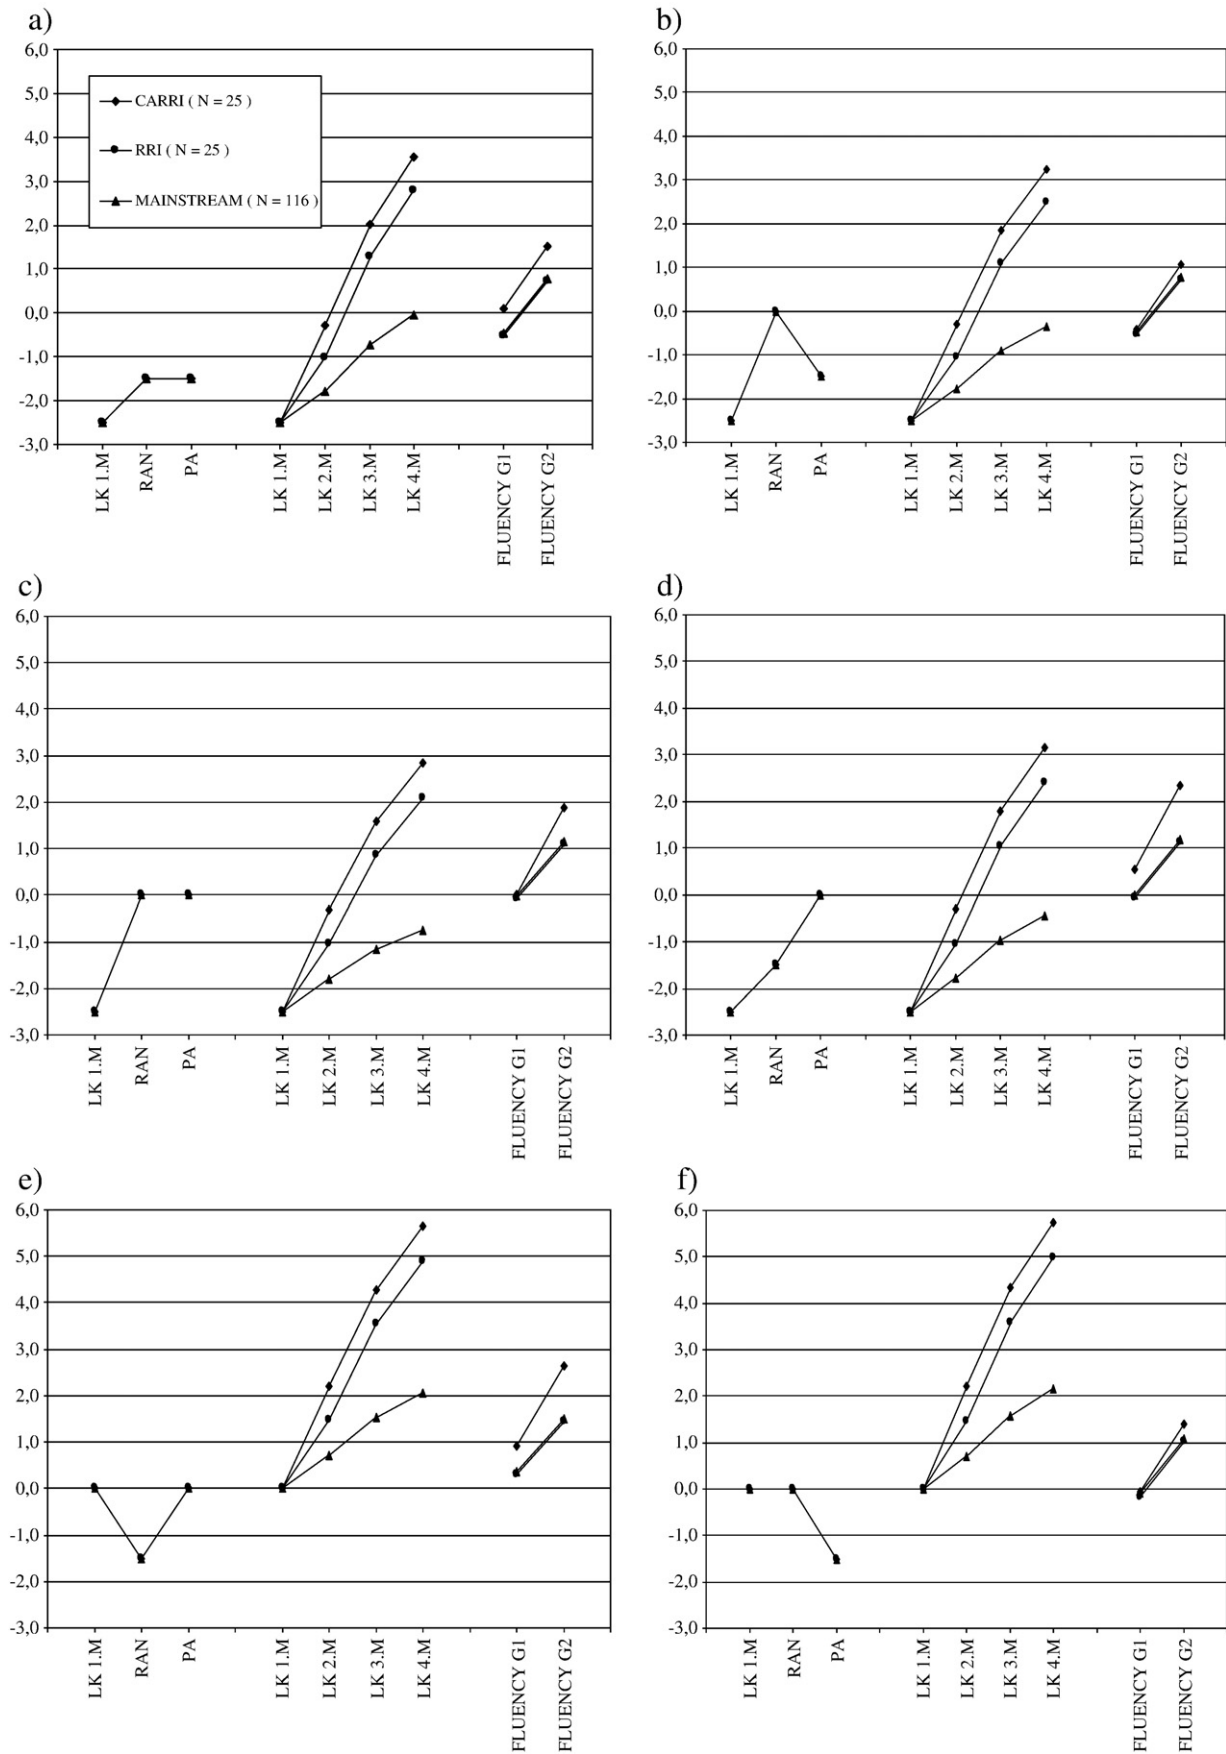 a)
6,0
5,0
4,0
3,0
2,0
1,0
0,0
-1,0
-2,0
-3,0
CARRI ( N = 25 )
RRI ( N = 25 )
MAINSTREAM ( N = 116 )
LK 1.M
RAN
PA
LK 1.M
LK 2.M
LK 3.M
LK 4.M
FLUENCY G1
FLUENCY G2
b)
6,0
5,0
4,0
3,0
2,0
1,0
0,0
-1,0
-2,0
-3,0
LK 1.M
RAN
PA
LK 1.M
LK 2.M
LK 3.M
LK 4.M
FLUENCY G1
FLUENCY G2
c)
6,0
5,0
4,0
3,0
2,0
1,0
0,0
-1,0
-2,0
-3,0
LK 1.M
RAN
PA
LK 1.M
LK 2.M
LK 3.M
LK 4.M
FLUENCY G1
FLUENCY G2
d)
6,0
5,0
4,0
3,0
2,0
1,0
0,0
-1,0
-2,0
-3,0
LK 1.M
RAN
PA
LK 1.M
LK 2.M
LK 3.M
LK 4.M
FLUENCY G1
FLUENCY G2
e)
6,0
5,0
4,0
3,0
2,0
1,0
0,0
-1,0
-2,0
-3,0
LK 1.M
RAN
PA
LK 1.M
LK 2.M
LK 3.M
LK 4.M
FLUENCY G1
FLUENCY G2
f)
6,0
5,0
4,0
3,0
2,0
1,0
0,0
-1,0
-2,0
-3,0
LK 1.M
RAN
PA
LK 1.M
LK 2.M
LK 3.M
LK 4.M
FLUENCY G1
FLUENCY G2